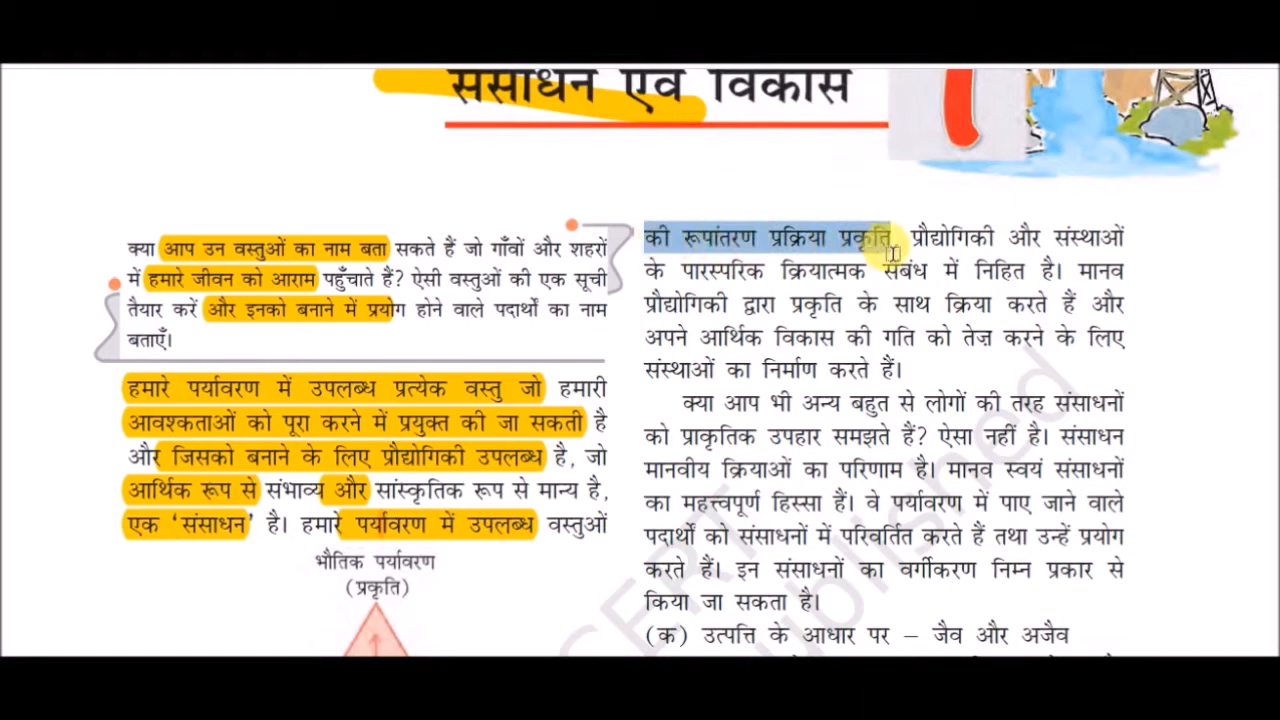 संसाधन एवं विकास
1
क्या आप उन वस्तुओं का नाम बता सकते हैं जो गाँवों और शहरों
में हमारे जीवन को आराम पहुँचाते हैं? ऐसी वस्तुओं की एक सूची
तैयार करें और इनको बनाने में प्रयोग होने वाले पदार्थों का नाम
बताएँ।
हमारे पर्यावरण में उपलब्ध प्रत्येक वस्तु जो हमारी
आवश्कताओं को पूरा करने में प्रयुक्त की जा सकती है
और जिसको बनाने के लिए प्रौद्योगिकी उपलब्ध है, जो
आर्थिक रूप से संभाव्य और सांस्कृतिक रूप से मान्य है,
एक ‘संसाधन’ है। हमारे पर्यावरण में उपलब्ध वस्तुओं
भौतिक पर्यावरण
(प्रकृति)
की रूपांतरण प्रक्रिया प्रकृति, प्रौद्योगिकी और संस्थाओं
के पारस्परिक क्रियात्मक संबंध में निहित है। मानव
प्रौद्योगिकी द्वारा प्रकृति के साथ क्रिया करते हैं और
अपने आर्थिक विकास की गति को तेज़ करने के लिए
संस्थाओं का निर्माण करते हैं।
क्या आप भी अन्य बहुत से लोगों की तरह संसाधनों
को प्राकृतिक उपहार समझते हैं? ऐसा नहीं है। संसाधन
मानवीय क्रियाओं का परिणाम है। मानव स्वयं संसाधनों
का महत्त्वपूर्ण हिस्सा हैं। वे पर्यावरण में पाए जाने वाले
पदार्थों को संसाधनों में परिवर्तित करते हैं तथा उन्हें प्रयोग
करते हैं। इन संसाधनों का वर्गीकरण निम्न प्रकार से
किया जा सकता है।
(क) उत्पत्ति के आधार पर – जैव और अजैव